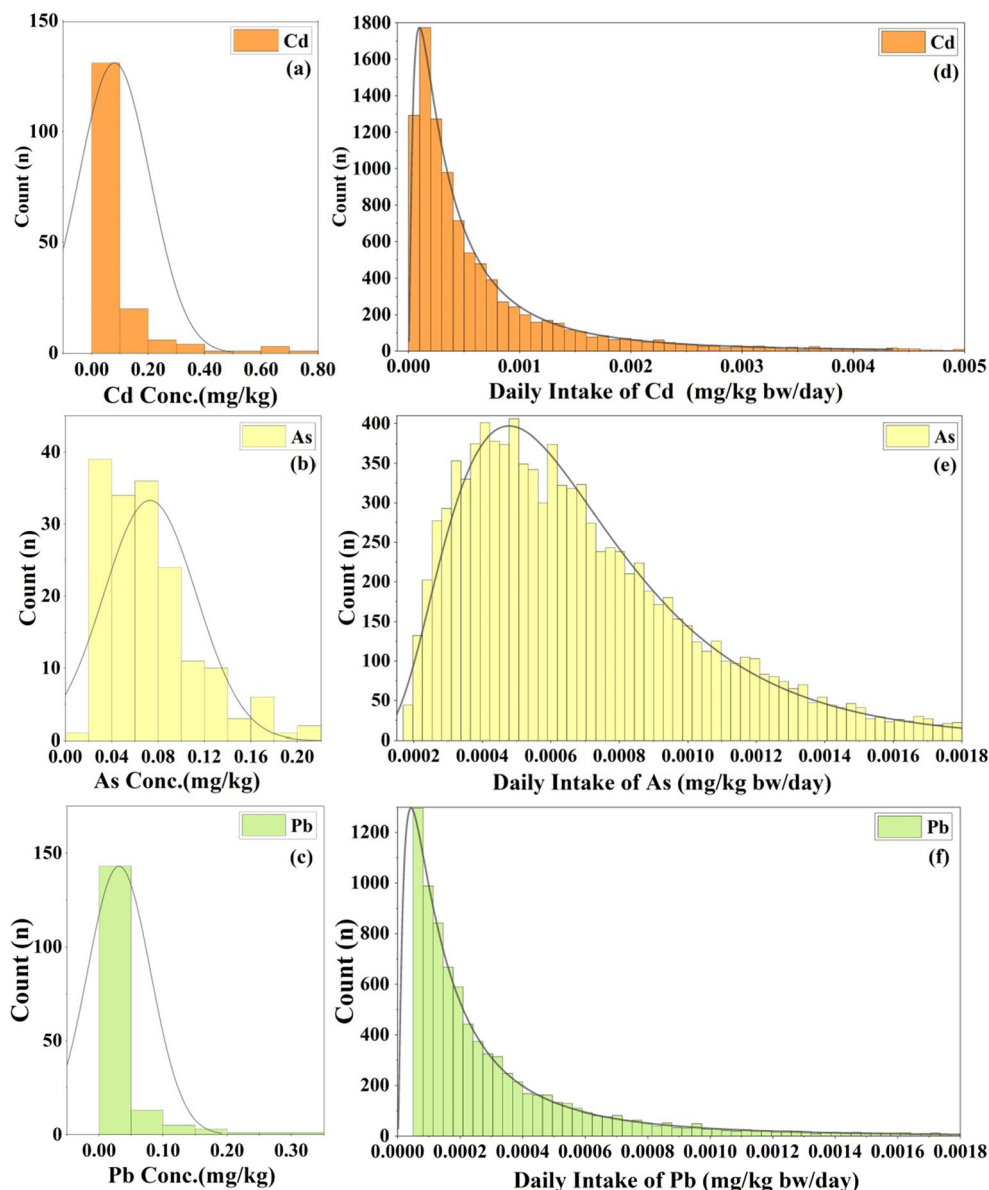 150
100
50
0
Count (n)
Cd
(a)
0.00 0.20 0.40 0.60 0.80
Cd Conc.(mg/kg)
1800
1600
1400
1200
1000
800
600
400
200
0
Count (n)
Cd
(d)
0.000 0.001 0.002 0.003 0.004 0.005
Daily Intake of Cd (mg/kg bw/day)
40
30
20
10
0
Count (n)
As
(b)
0.00 0.04 0.08 0.12 0.16 0.20
As Conc.(mg/kg)
400
350
300
250
200
150
100
50
0
Count (n)
As
(e)
0.0002 0.0004 0.0006 0.0008 0.0010 0.0012 0.0014 0.0016 0.0018
Daily Intake of As (mg/kg bw/day)
150
100
50
0
Count (n)
Pb
(c)
0.00 0.10 0.20 0.30
Pb Conc.(mg/kg)
1200
1000
800
600
400
200
0
Count (n)
Pb
(f)
0.0000 0.0002 0.0004 0.0006 0.0008 0.0010 0.0012 0.0014 0.0016 0.0018
Daily Intake of Pb (mg/kg bw/day)